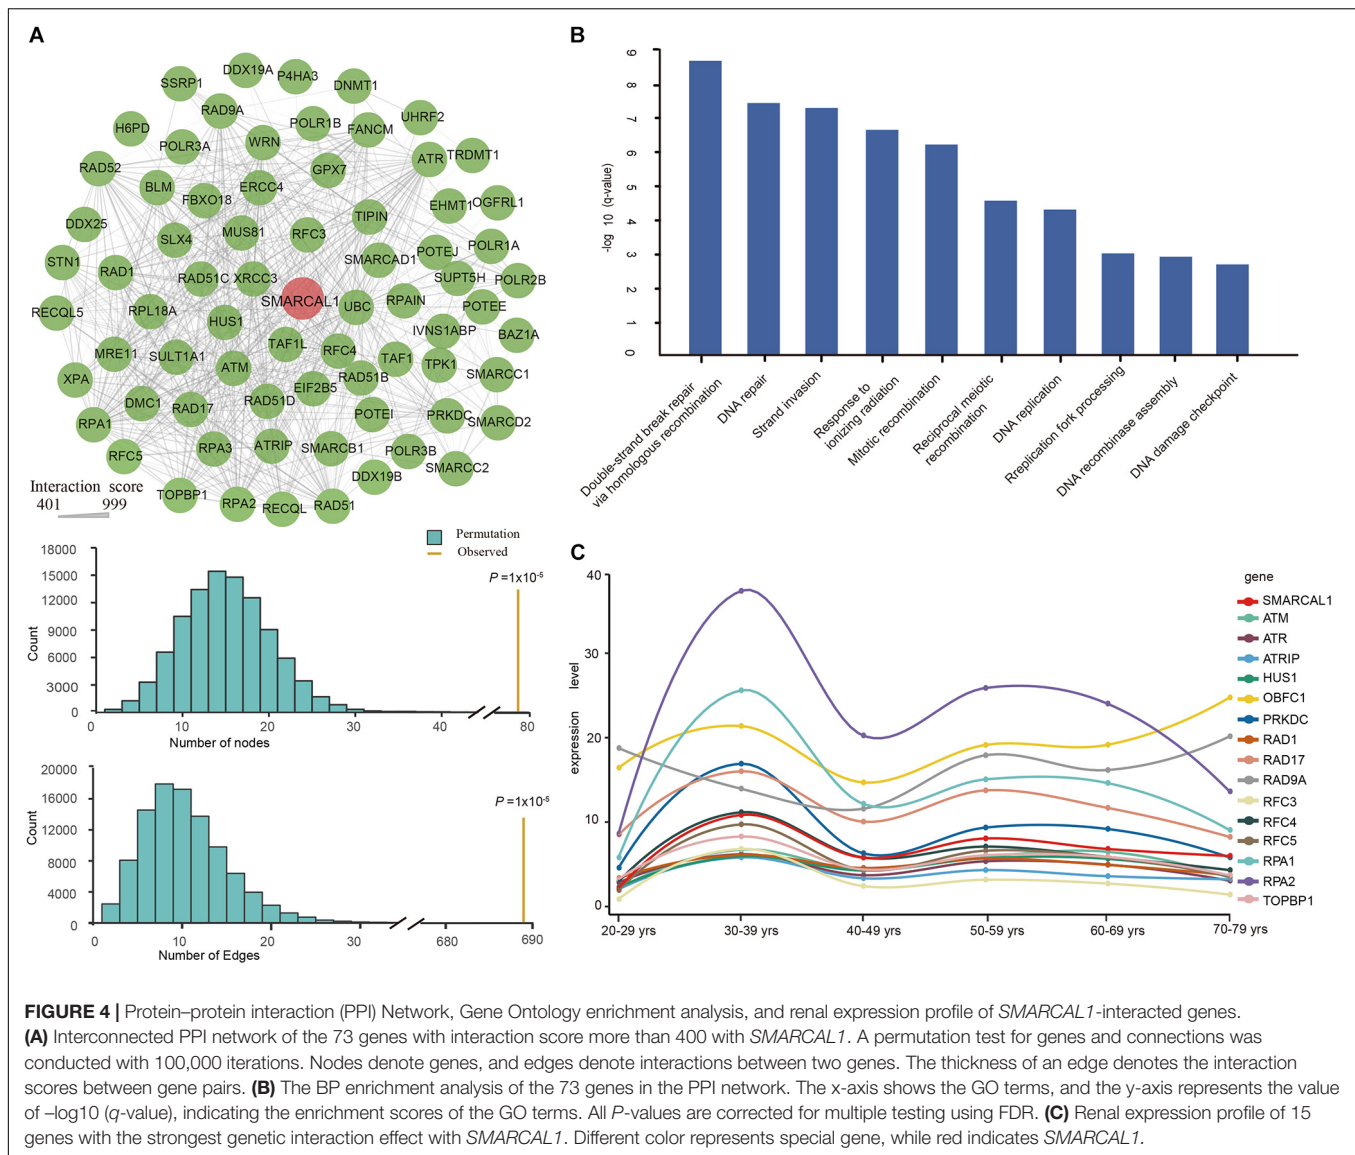 A
DDX19A
P4HA3
SSRP1
DNMT1
RAD9A
UHRF2
H6PD
POLR1B
FANCM
POLR3A
WRN
RAD52
GPX7
ATR
TRDMT1
BLM
FBXO18
ERCC4
TIPIN
EHMT1
OGFRL1
DDX25
SLX4
MUS81
RFC3
STN1
RAD1
SMARCAD1
POTEJ
POLR1A
RAD51C
XRCC3
SUPT5H
POLR2B
RECQL5
RPL18A
SMARCAL1
UBC
RPAIN
POTEE
HUS1
IVNS1ABP
BAZ1A
MRE11
SULT1A1
TAF1L
RFC4
TAF1
TPK1
SMARCC1
XPA
ATM
RAD51B
EIF2B5
DMC1
RAD17
RAD51D
POTEI
PRKDC
SMARCD2
RPA1
RFC5
RPA3
ATRIP
SMARCB1
POLR3B
SMARCC2
DDX19B
TOPBP1
RPA2
RECQL
RAD51
Interaction score
401 999
Permutation
Observed
18000
15000
12000
9000
6000
3000
0
Count
P =1x10-5
0 10 20 30 40 80
Number of nodes
20000
16000
12000
8000
4000
0
Count
P =1x10-5
0 10 20 30 680 690
Number of Edges
B
9
8
7
6
5
4
3
2
1
0
-log 10 (q-value)
Double-strand break repair
via homologous recombination
DNA repair
Strand invasion
Response to
ionizing radiation
Mitotic recombination
Reciprocal meiotic
recombination
DNA replication
Rreplication fork processing
DNA recombinase assembly
DNA damage checkpoint
C
40
30
20
10
0
expression level
20-29 yrs 30-39 yrs 40-49 yrs 50-59 yrs 60-69 yrs 70-79 yrs
gene
SMARCAL1
ATM
ATR
ATRIP
HUS1
OBFC1
PRKDC
RAD1
RAD17
RAD9A
RFC3
RFC4
RFC5
RPA1
RPA2
TOPBP1
FIGURE 4 | Protein–protein interaction (PPI) Network, Gene Ontology enrichment analysis, and renal expression profile of SMARCAL1-interacted genes.
(A) Interconnected PPI network of the 73 genes with interaction score more than 400 with SMARCAL1. A permutation test for genes and connections was
conducted with 100,000 iterations. Nodes denote genes, and edges denote interactions between two genes. The thickness of an edge denotes the interaction
scores between gene pairs. (B) The BP enrichment analysis of the 73 genes in the PPI network. The x-axis shows the GO terms, and the y-axis represents the value
of –log10 (q-value), indicating the enrichment scores of the GO terms. All P-values are corrected for multiple testing using FDR. (C) Renal expression profile of 15
genes with the strongest genetic interaction effect with SMARCAL1. Different color represents special gene, while red indicates SMARCAL1.